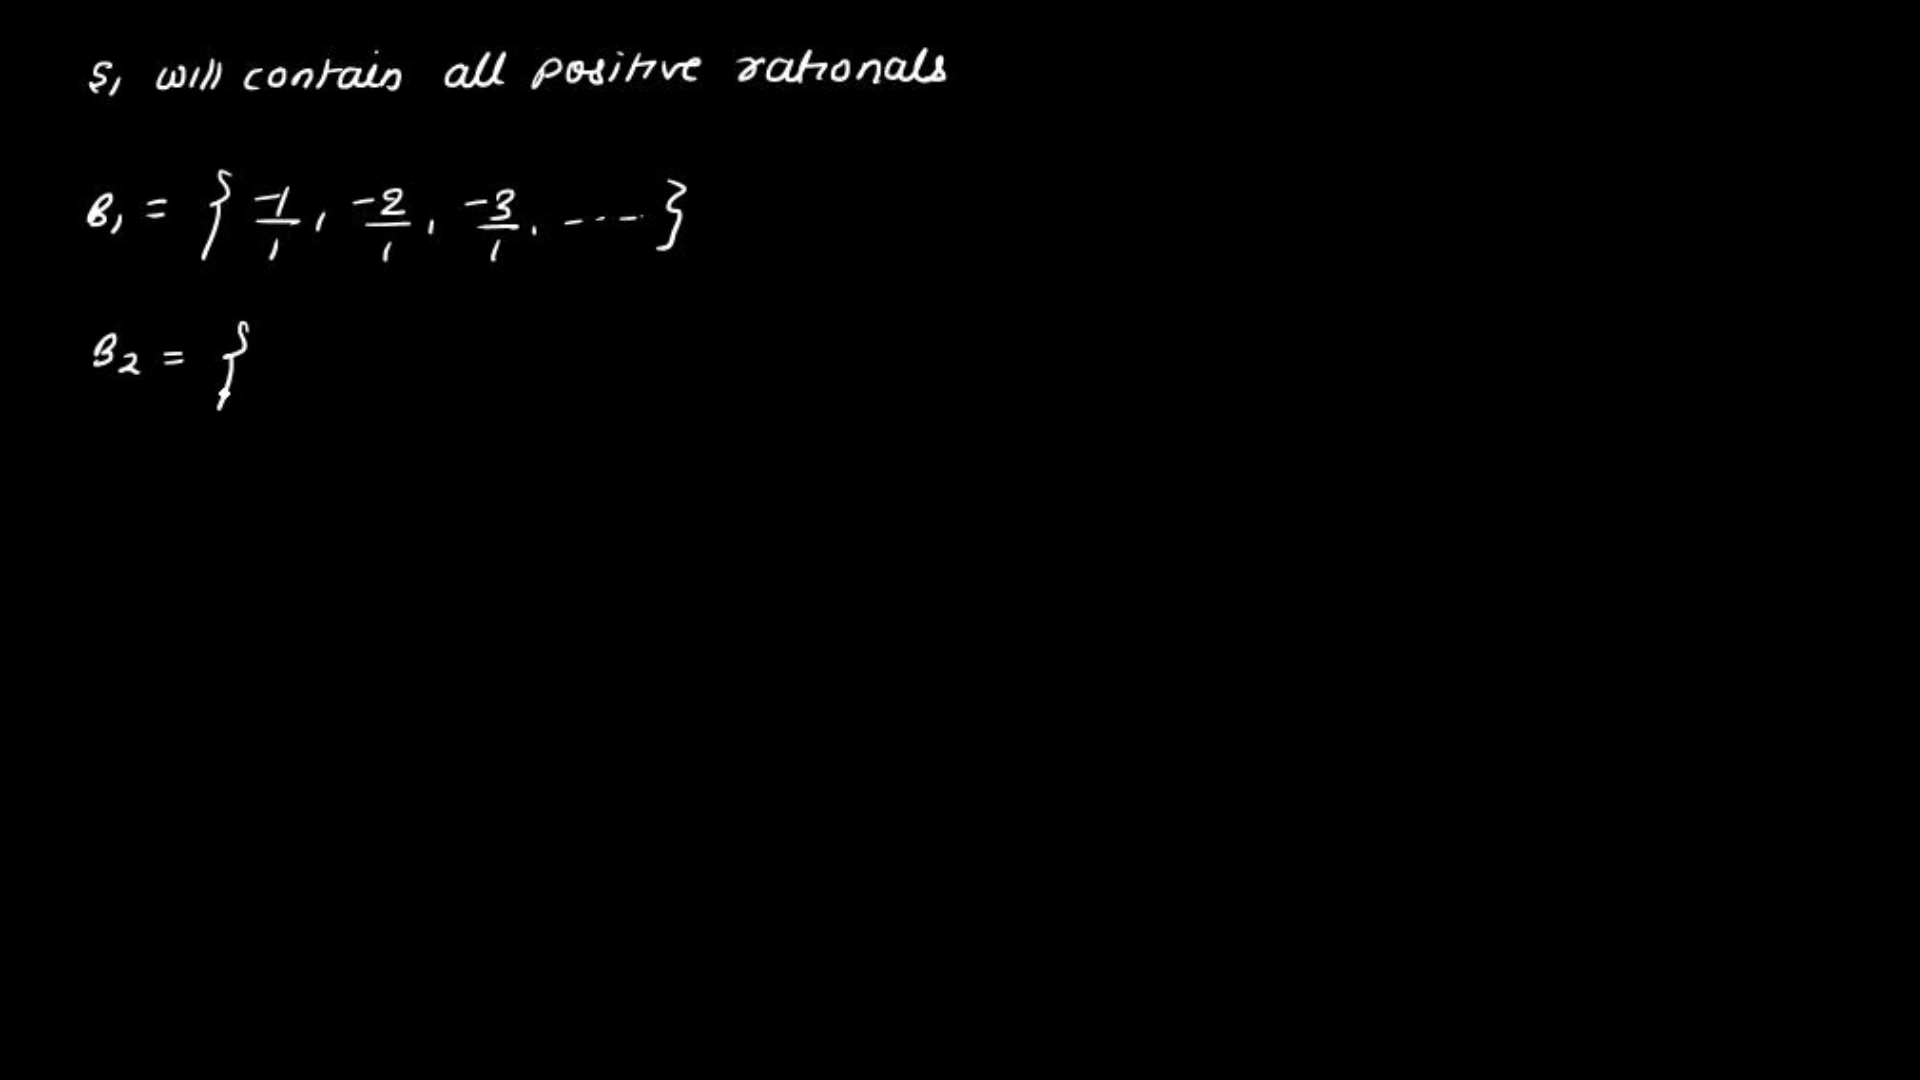 S₁ will contain all positive rationals
B₁ = { -1/1, -2/1, -3/1, ---- }
B₂ = {